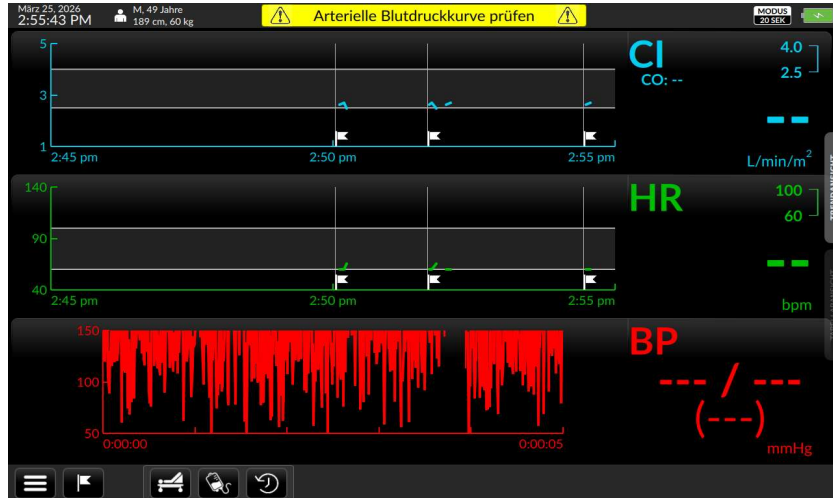 März 25, 2026
2:55:43 PM
M, 49 Jahre
189 cm, 60 kg
Arterielle Blutdruckkurve prüfen
MODUS
20 SEK
5
3
1
2:45 pm
2:50 pm
2:55 pm
CI
CO: --
4.0
2.5
--
L/min/m²
140
90
40
2:45 pm
2:50 pm
2:55 pm
HR
100
60
--
bpm
150
100
50
0:00:00
0:00:05
BP
--- / ---
(---)
mmHg